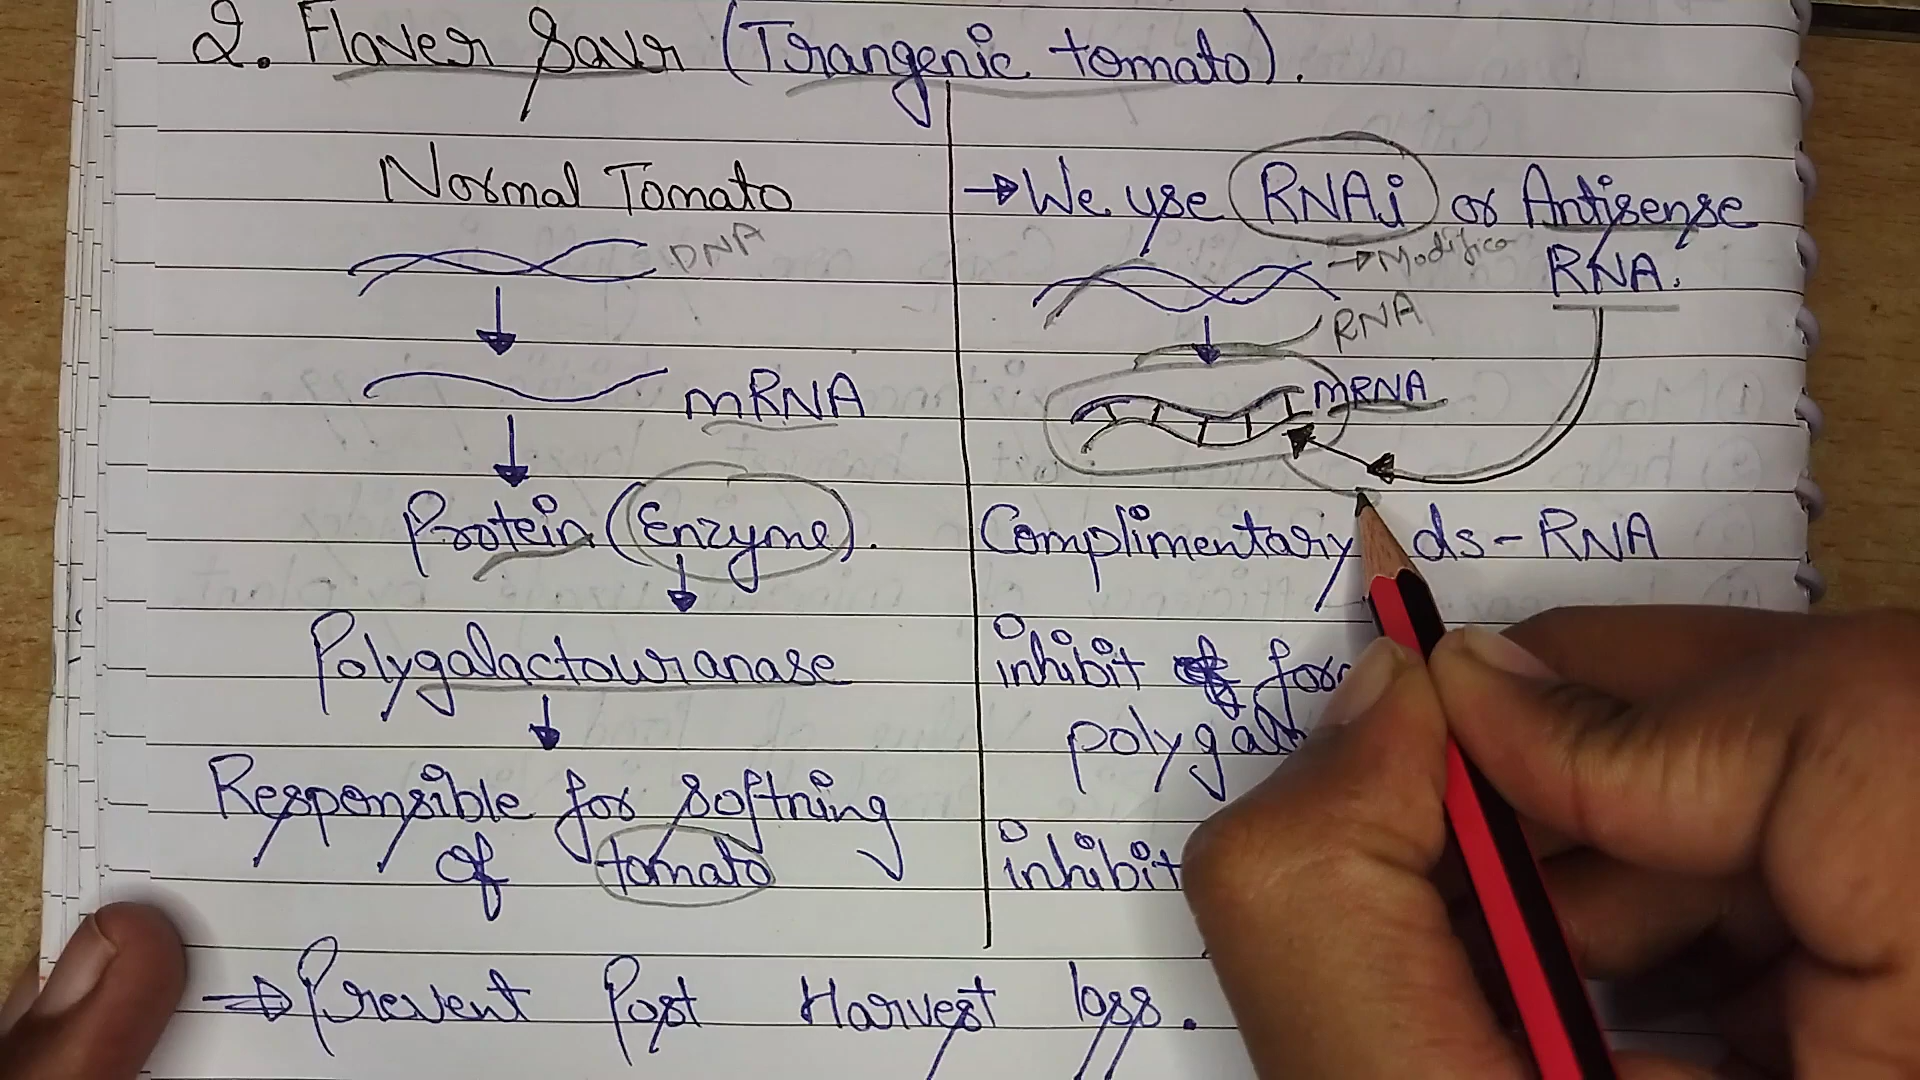 2. Flaver Savr (Trangenic tomato).
Normal Tomato
DNA
mRNA
Protein (Enzyme).
Polygalactouranase
Responsible for softning
of tomato
→ We use RNAi or Antisense
RNA.
→ Modifica
RNA
mRNA
Complimentary ds-RNA
inhibit
inhibit
⇒ Prevent Post Harvest loss.